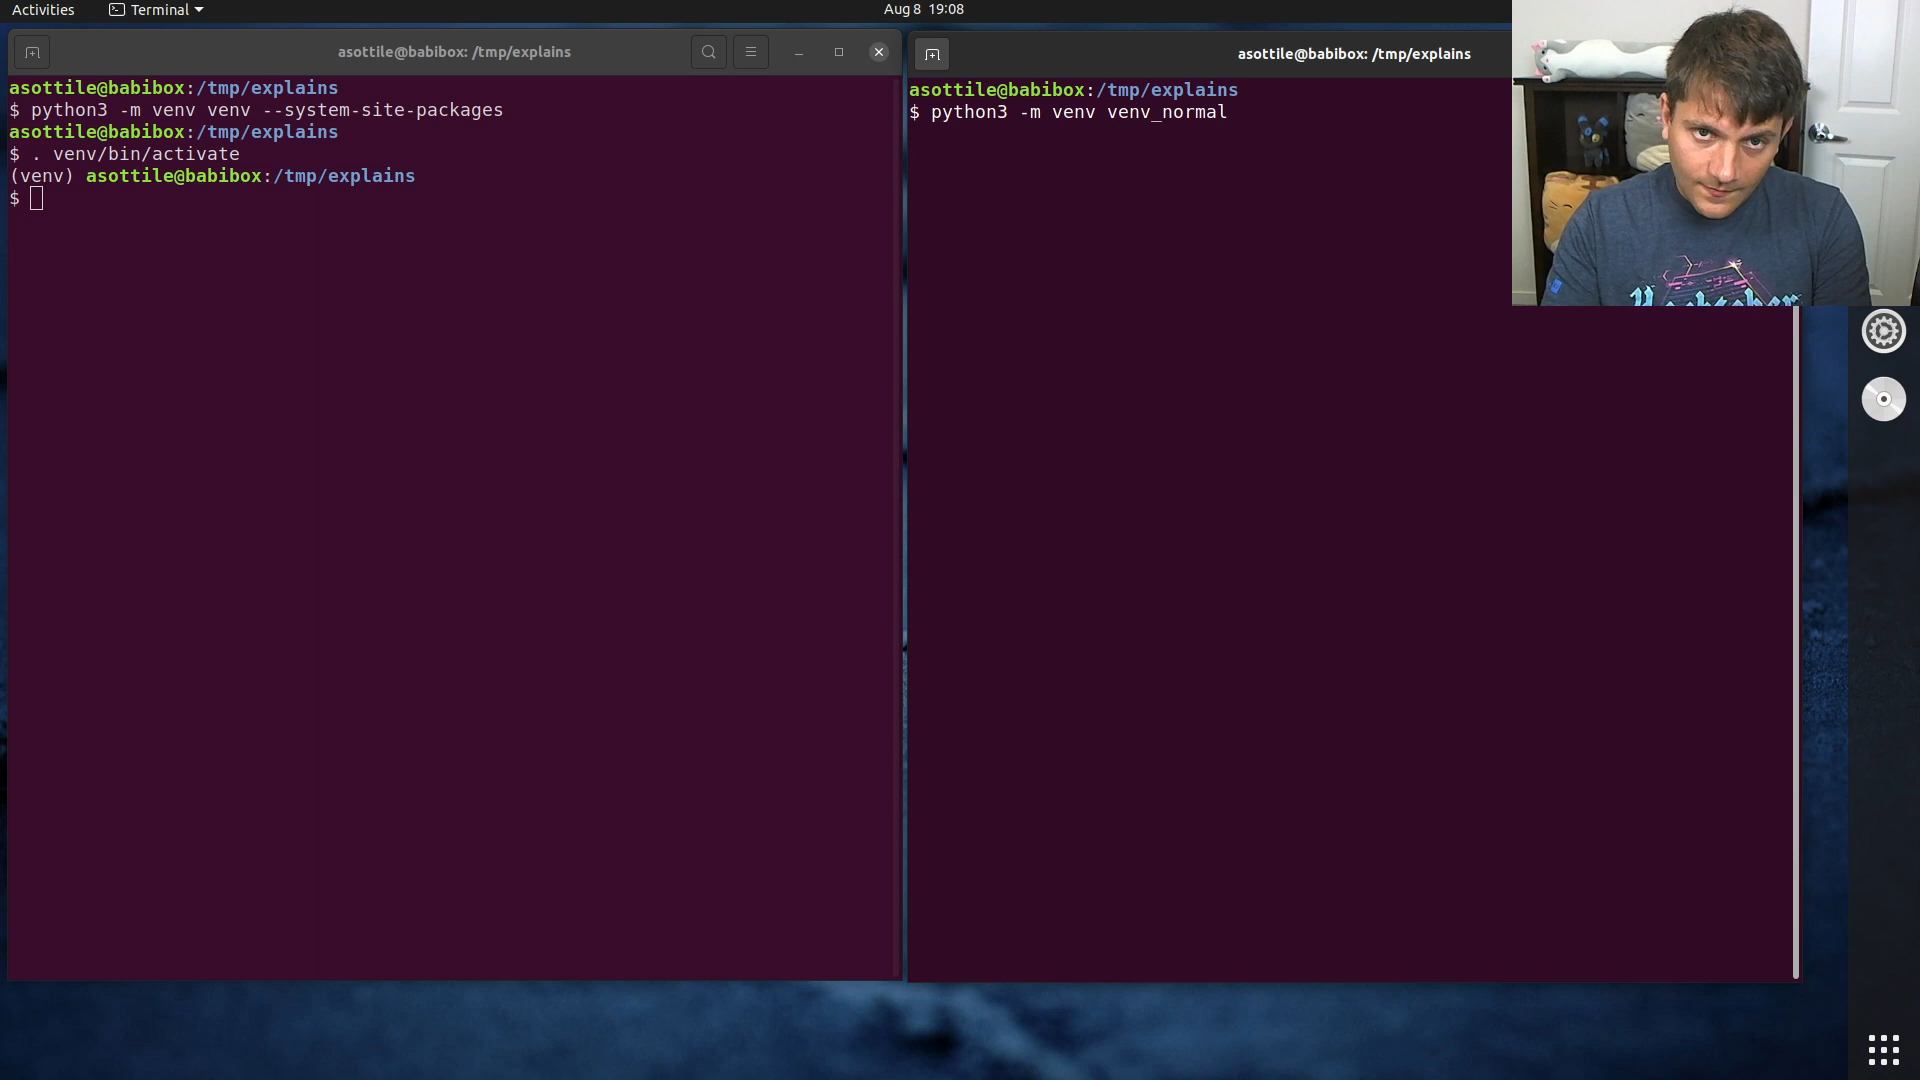 Activities Terminal Aug 8 19:08
asottile@babibox: /tmp/explains
asottile@babibox:/tmp/explains
$ python3 -m venv venv --system-site-packages
asottile@babibox:/tmp/explains
$ . venv/bin/activate
(venv) asottile@babibox:/tmp/explains
$
asottile@babibox: /tmp/explains
asottile@babibox:/tmp/explains
$ python3 -m venv venv_normal